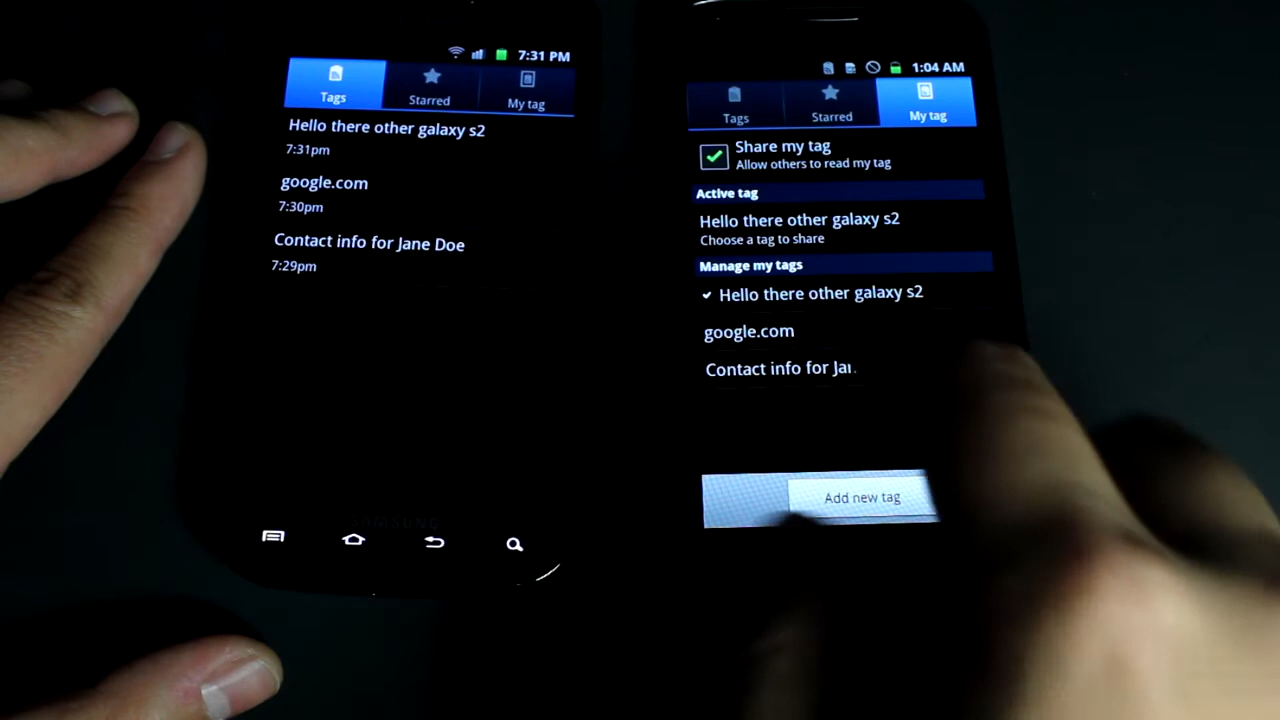 7:31 PM
Tags
Starred
My tag
Hello there other galaxy s2
7:31pm
google.com
7:30pm
Contact info for Jane Doe
7:29pm
SAMSUNG
1:04 AM
Tags
Starred
My tag
Share my tag
Allow others to read my tag
Active tag
Hello there other galaxy s2
Choose a tag to share
Manage my tags
Hello there other galaxy s2
google.com
Contact info for
Add new tag